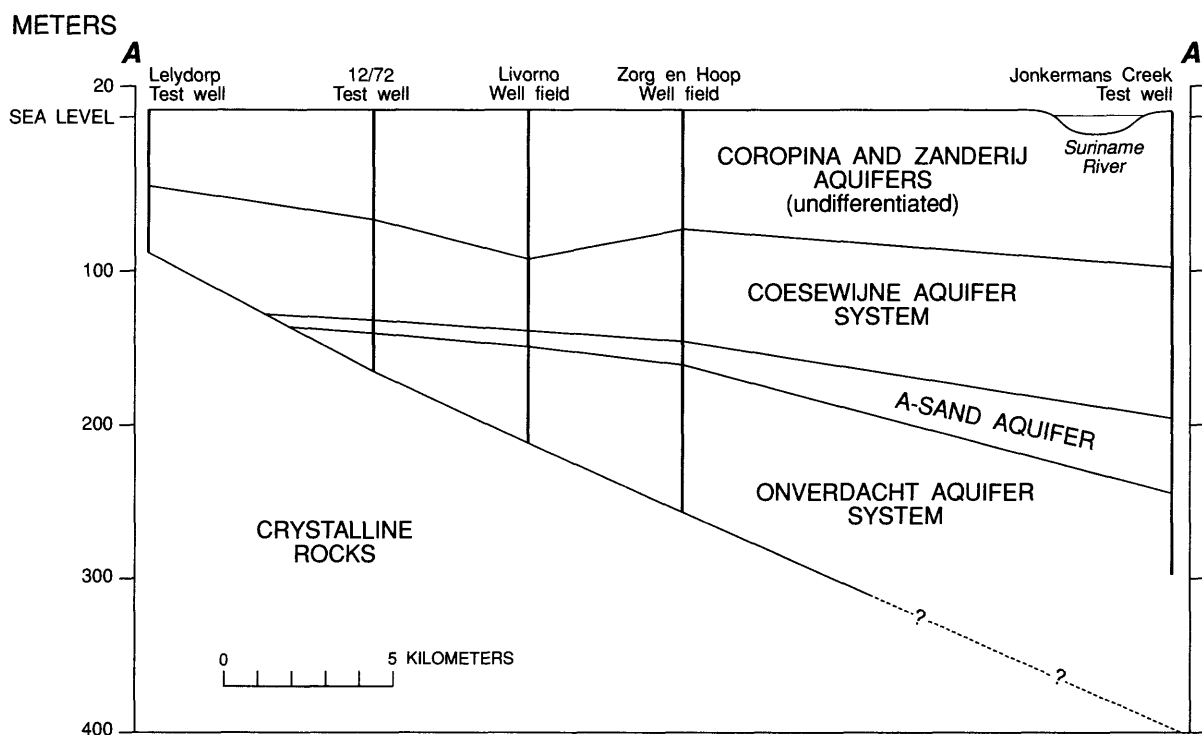 METERS
A
A
Lelydorp
Test well
12/72
Test well
Livorno
Well field
Zorg en Hoop
Well field
Jonkermans Creek
Test well
20
SEA LEVEL
Suriname
River
COROPINA AND ZANDERIJ
AQUIFERS
(undifferentiated)
100
COESEWIJNE AQUIFER
SYSTEM
A-SAND AQUIFER
200
ONVERDACHT AQUIFER
SYSTEM
CRYSTALLINE
ROCKS
300
?
0 5 KILOMETERS
?
400